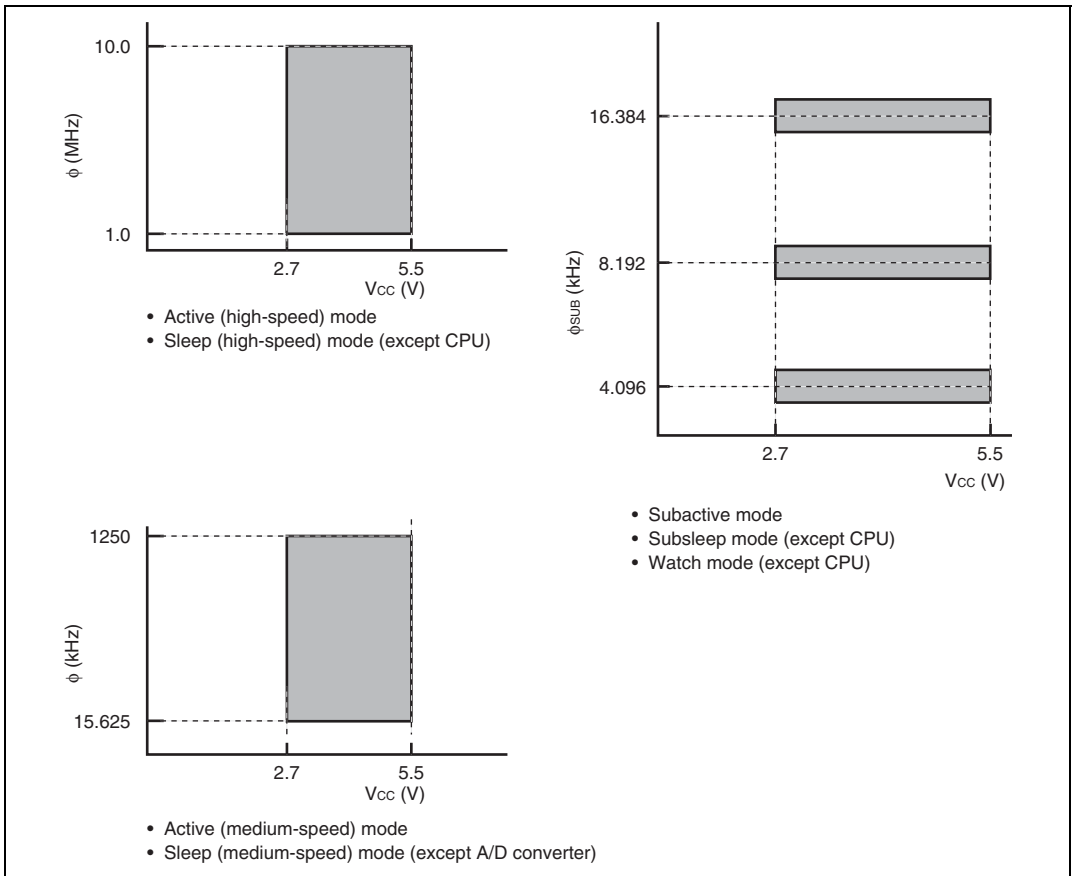 10.0
φ (MHz)
1.0
2.7
5.5
Vcc (V)
• Active (high-speed) mode
• Sleep (high-speed) mode (except CPU)
16.384
8.192
φSUB (kHz)
4.096
2.7
5.5
Vcc (V)
• Subactive mode
• Subsleep mode (except CPU)
• Watch mode (except CPU)
1250
φ (kHz)
15.625
2.7
5.5
Vcc (V)
• Active (medium-speed) mode
• Sleep (medium-speed) mode (except A/D converter)